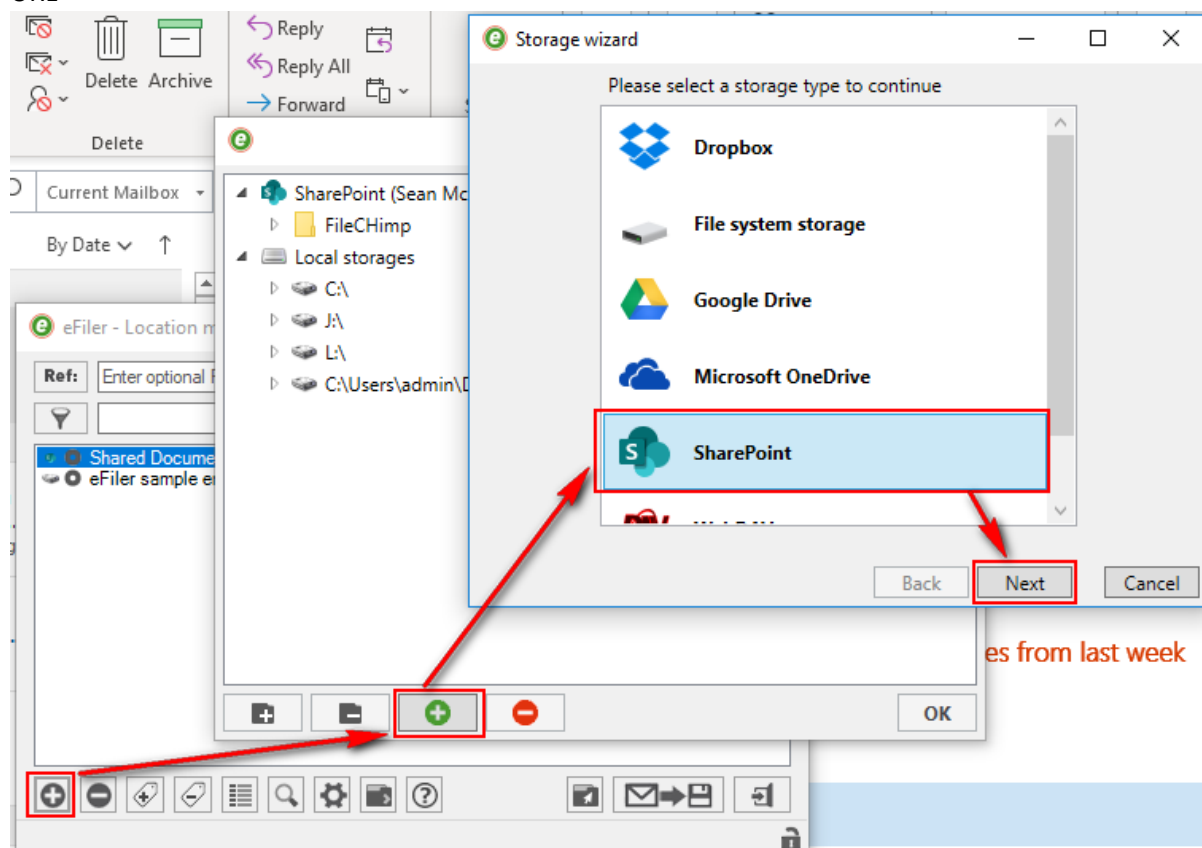 Reply
Reply All
Forward
Delete Archive
Delete
Storage wizard
Please select a storage type to continue
Dropbox
File system storage
Google Drive
Microsoft OneDrive
SharePoint
Back
Next
Cancel
SharePoint (Sean Mc
FileCHimp
Local storages
C:\
J:\
L:\
C:\Users\admin\D
OK
Current Mailbox
By Date
eFiler - Location m
Ref:
Enter optional
Shared Docume
eFiler sample e
es from last week